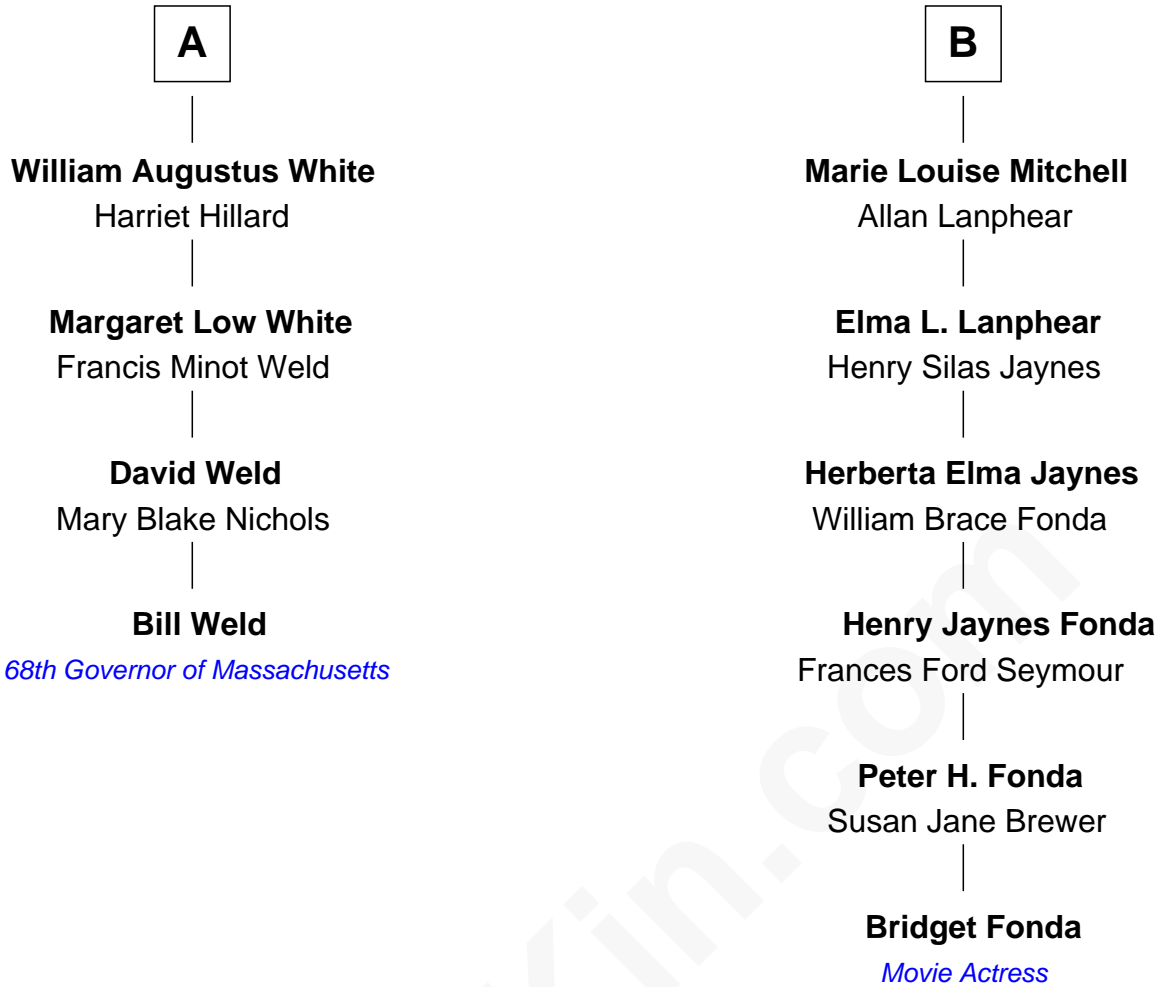 A
William Augustus White
Harriet Hillard
Margaret Low White
Francis Minot Weld
David Weld
Mary Blake Nichols
Bill Weld
68th Governor of Massachusetts
B
Marie Louise Mitchell
Allan Lanphear
Elma L. Lanphear
Henry Silas Jaynes
Herberta Elma Jaynes
William Brace Fonda
Henry Jaynes Fonda
Frances Ford Seymour
Peter H. Fonda
Susan Jane Brewer
Bridget Fonda
Movie Actress
Kin.com